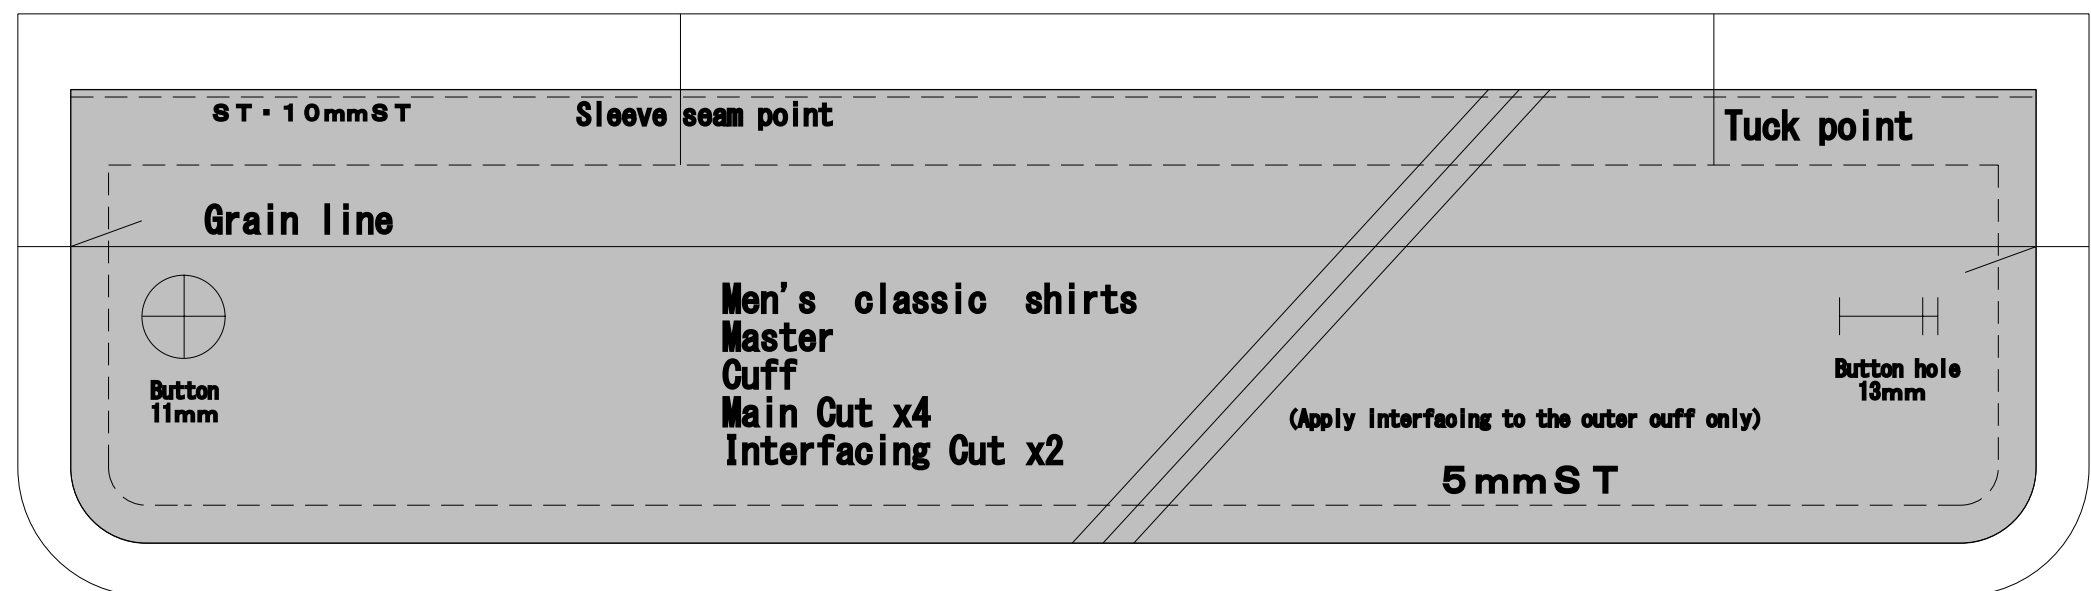 ST・10mmST
Sleeve seam point
Tuck point
Grain line
Men's classic shirts
Master
Cuff
Main Cut x4
Interfacing Cut x2
Button
11mm
Button hole
13mm
(Apply interfacing to the outer cuff only)
5mmST